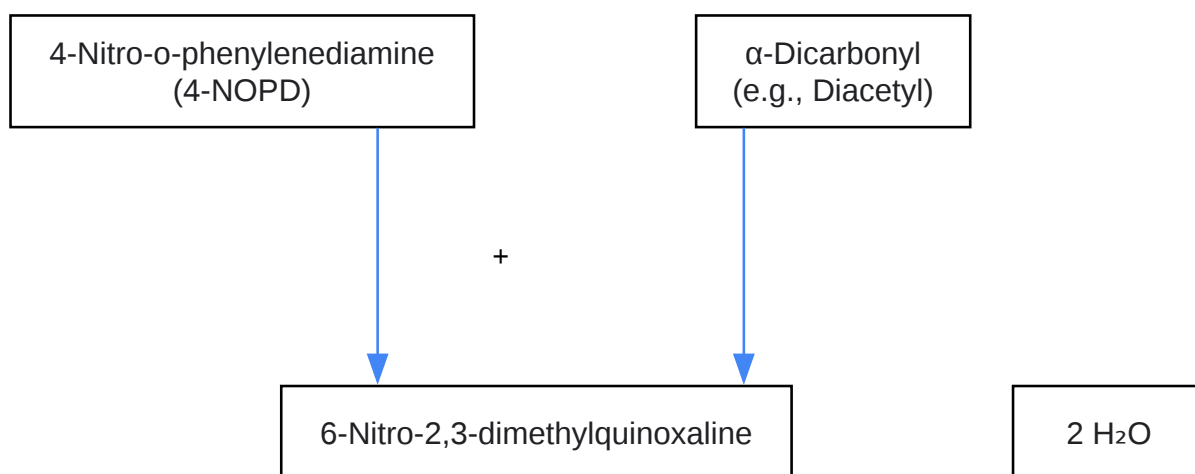 4-Nitro-o-phenylenediamine
(4-NOPD)
α-Dicarbonyl
(e.g., Diacetyl)
+
6-Nitro-2,3-dimethylquinoxaline
2 H₂O